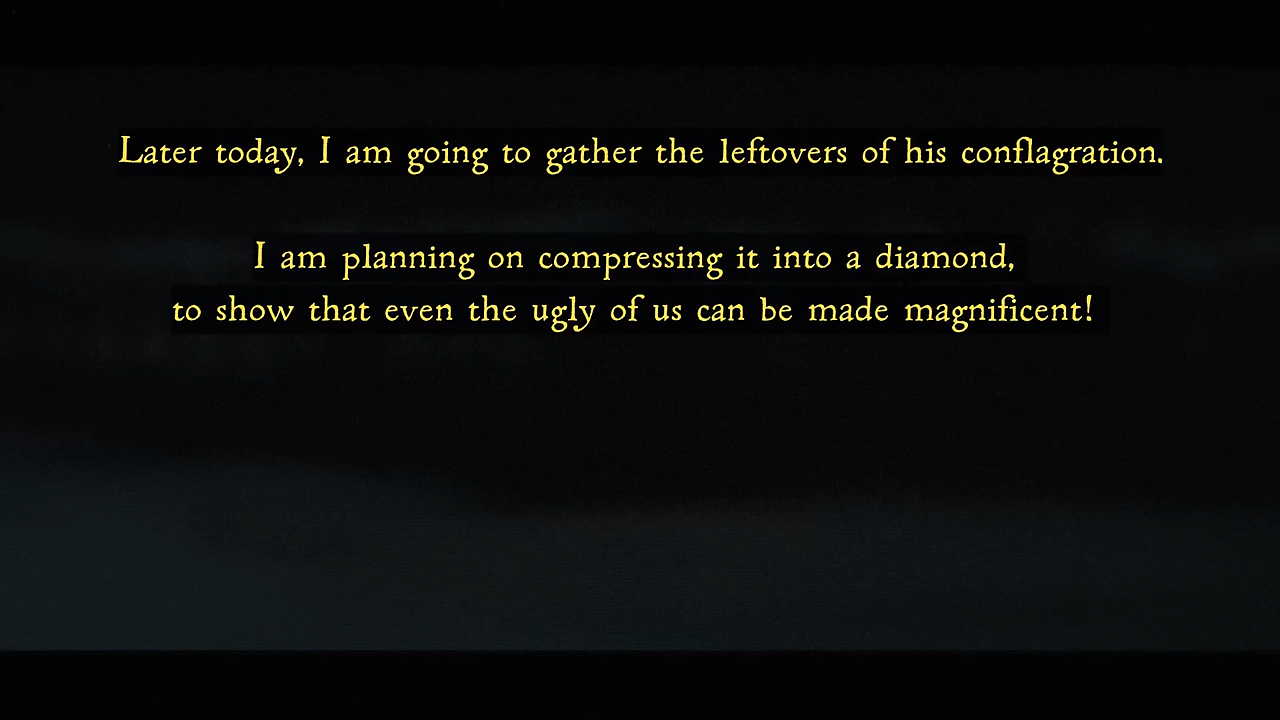 Later today, I am going to gather the leftovers of his conflagration.
I am planning on compressing it into a diamond,
to show that even the ugly of us can be made magnificent!